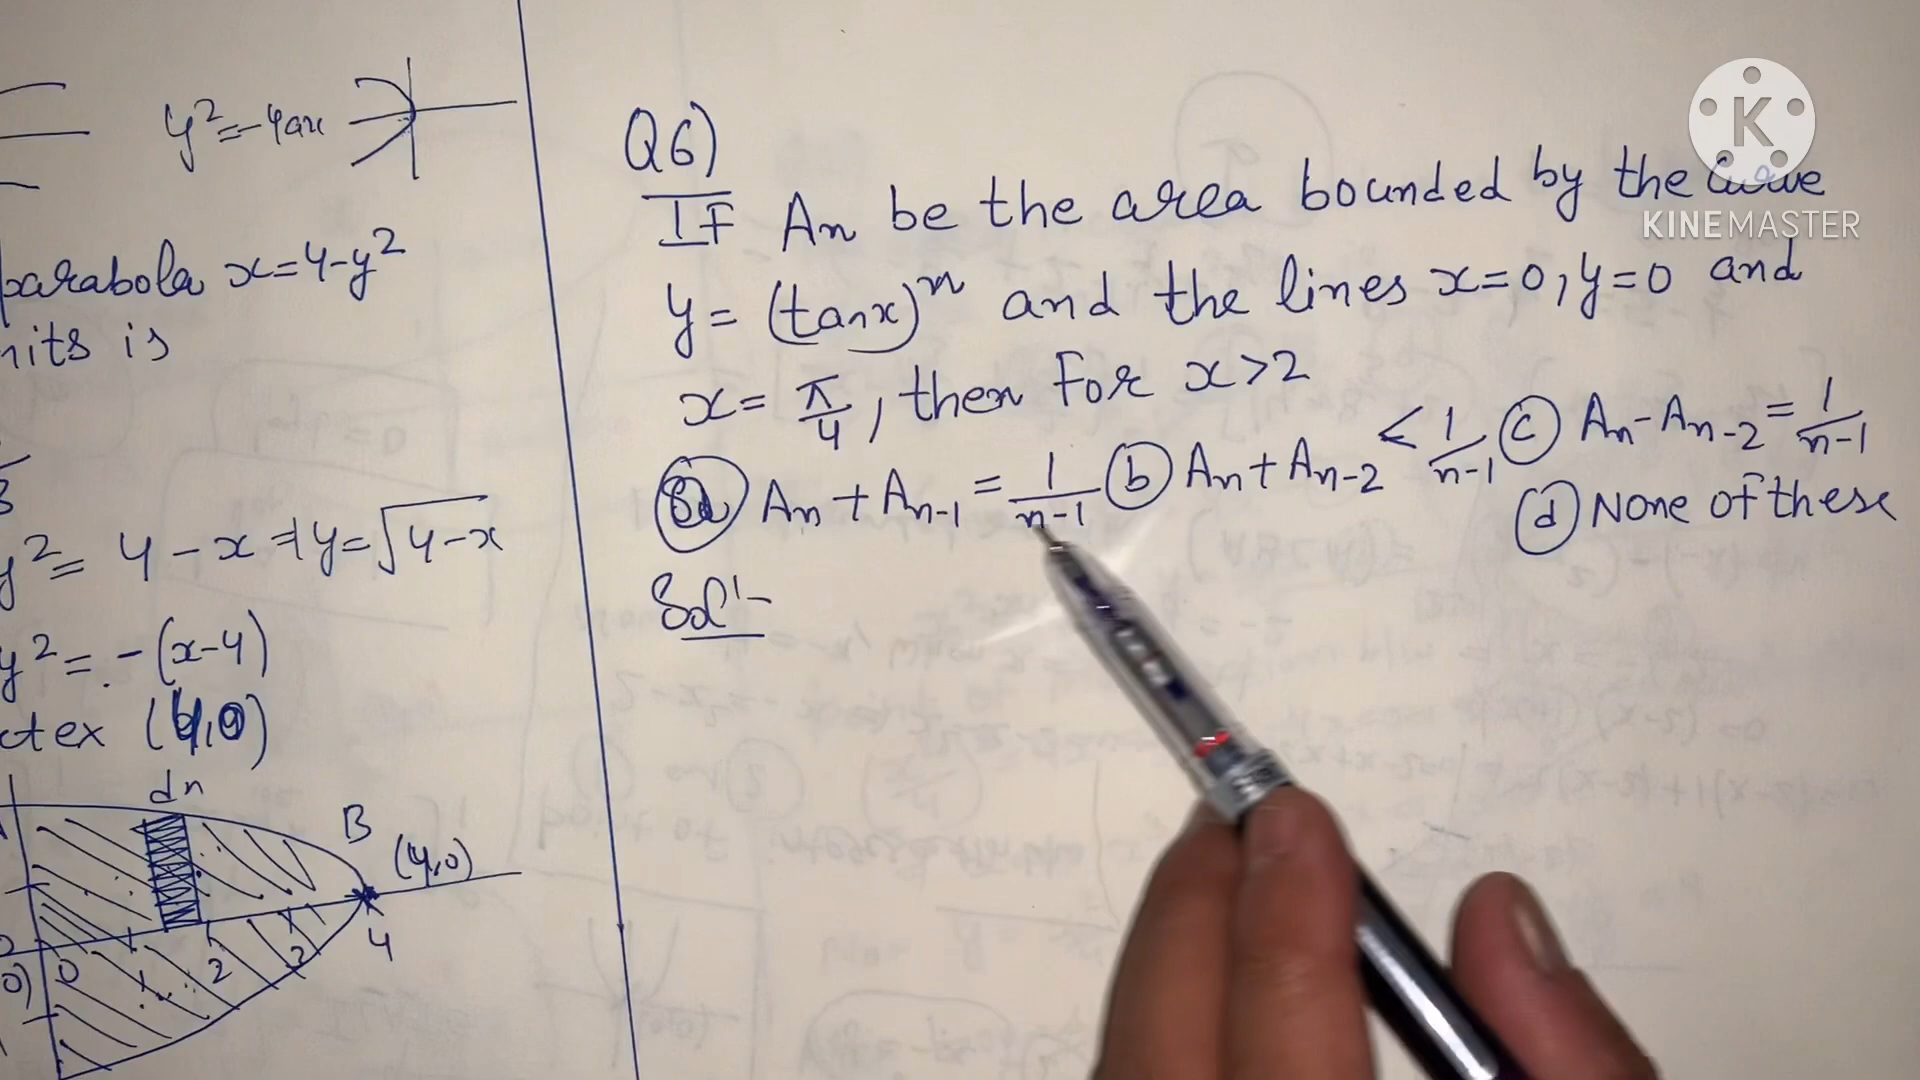 y²=-4ax
parabola x=4-y²
nits is
y²= 4-x ⇒ y=√4-x
y²= -(x-4)
rtex (4,0)
dn
B
(4,0)
0 1 2 3 4
Q6)
IF An be the area bounded by the curve
y=(tanx)ⁿ and the lines x=0, y=0 and
x=π/4, then For x>2
(a) An+An-1 = 1/n-1 (b) An+An-2 < 1/n-1 (c) An-An-2 = 1/n-1
(d) None of these
Sol:-
K
KINEMASTER